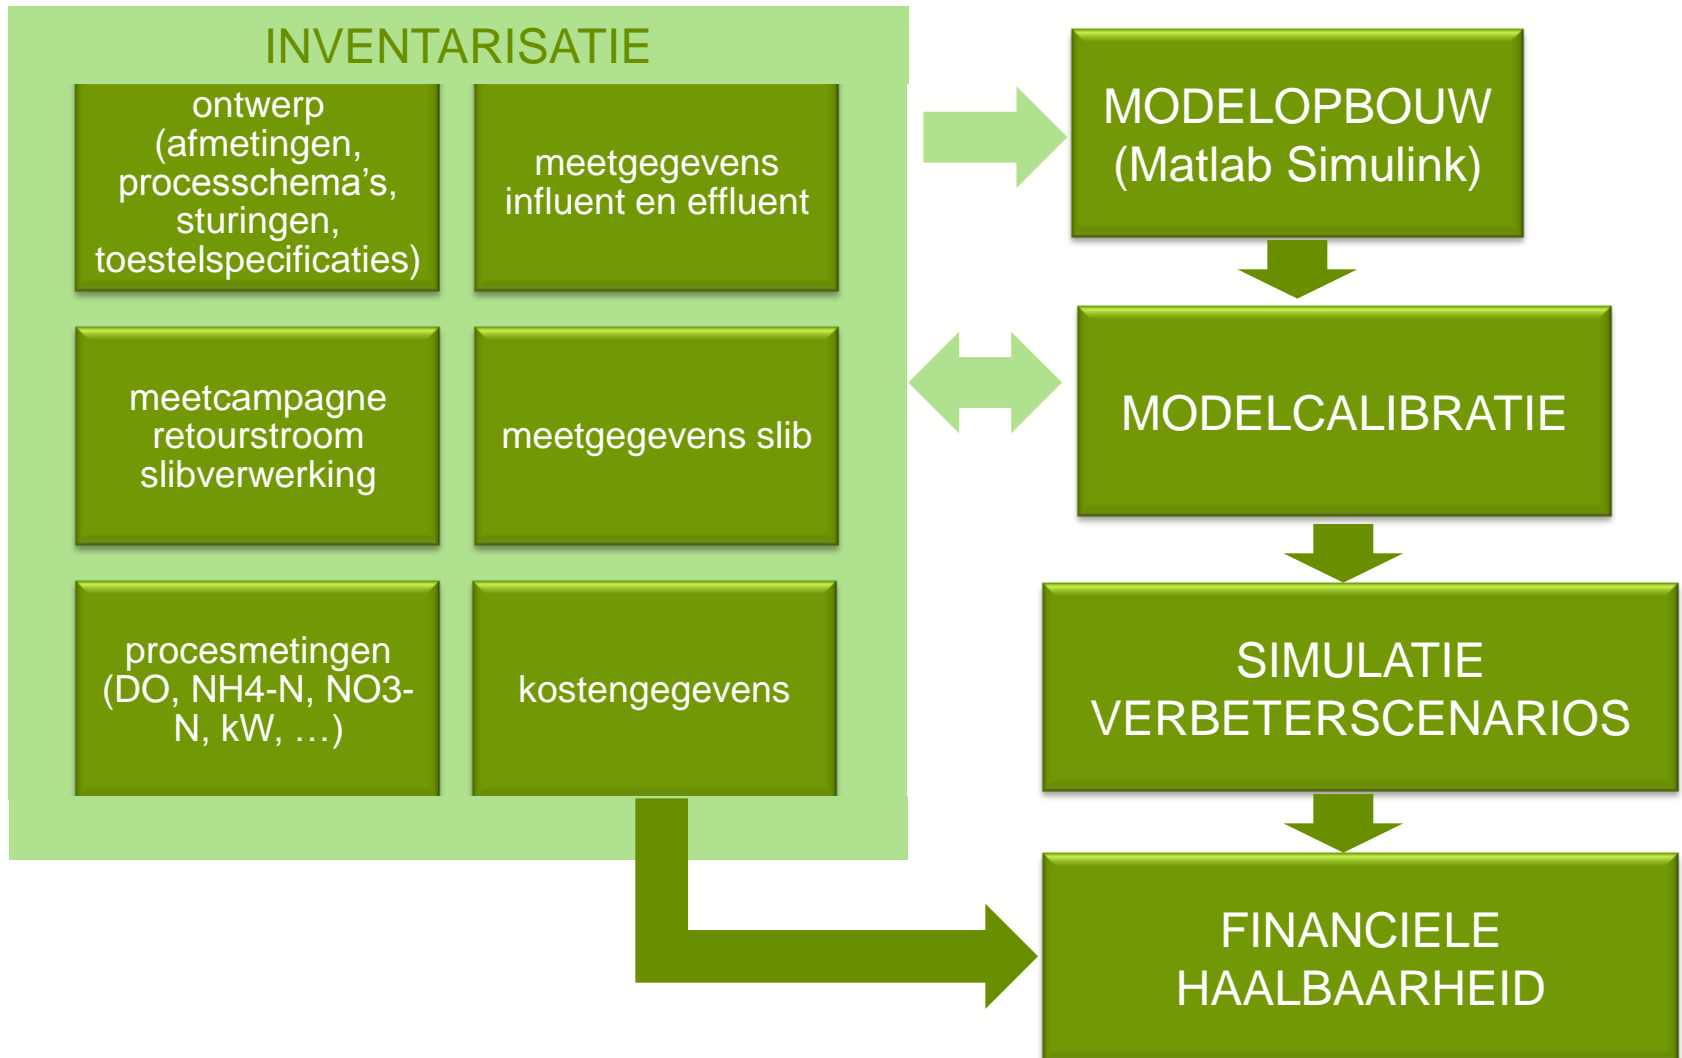 INVENTARISATIE
ontwerp
(afmetingen,
processchema’s,
sturingen,
toestelspecificaties)
meetgegevens
influent en effluent
meetcampagne
retourstroom
slibverwerking
meetgegevens slib
procesmetingen
(DO, NH4-N, NO3-
N, kW, …)
kostengegevens
MODELOPBOUW
(Matlab Simulink)
MODELCALIBRATIE
SIMULATIE
VERBETERSCENARIOS
FINANCIELE
HAALBAARHEID